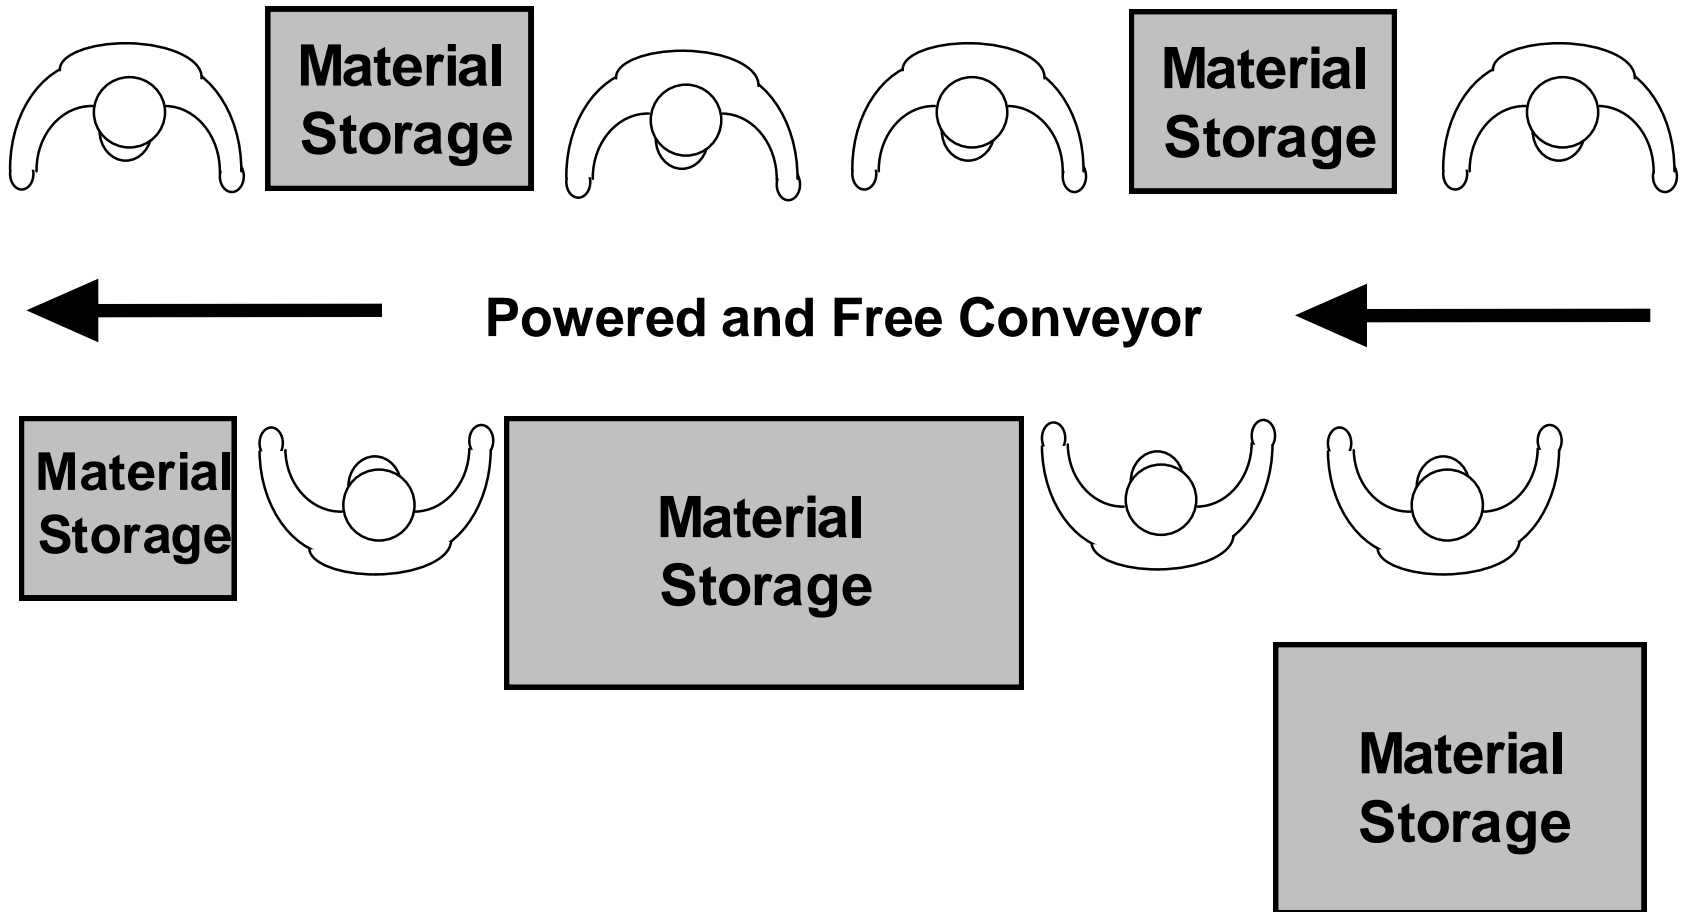 Material
Storage
Material
Storage
Powered and Free Conveyor
Material
Storage
Material
Storage
Material
Storage